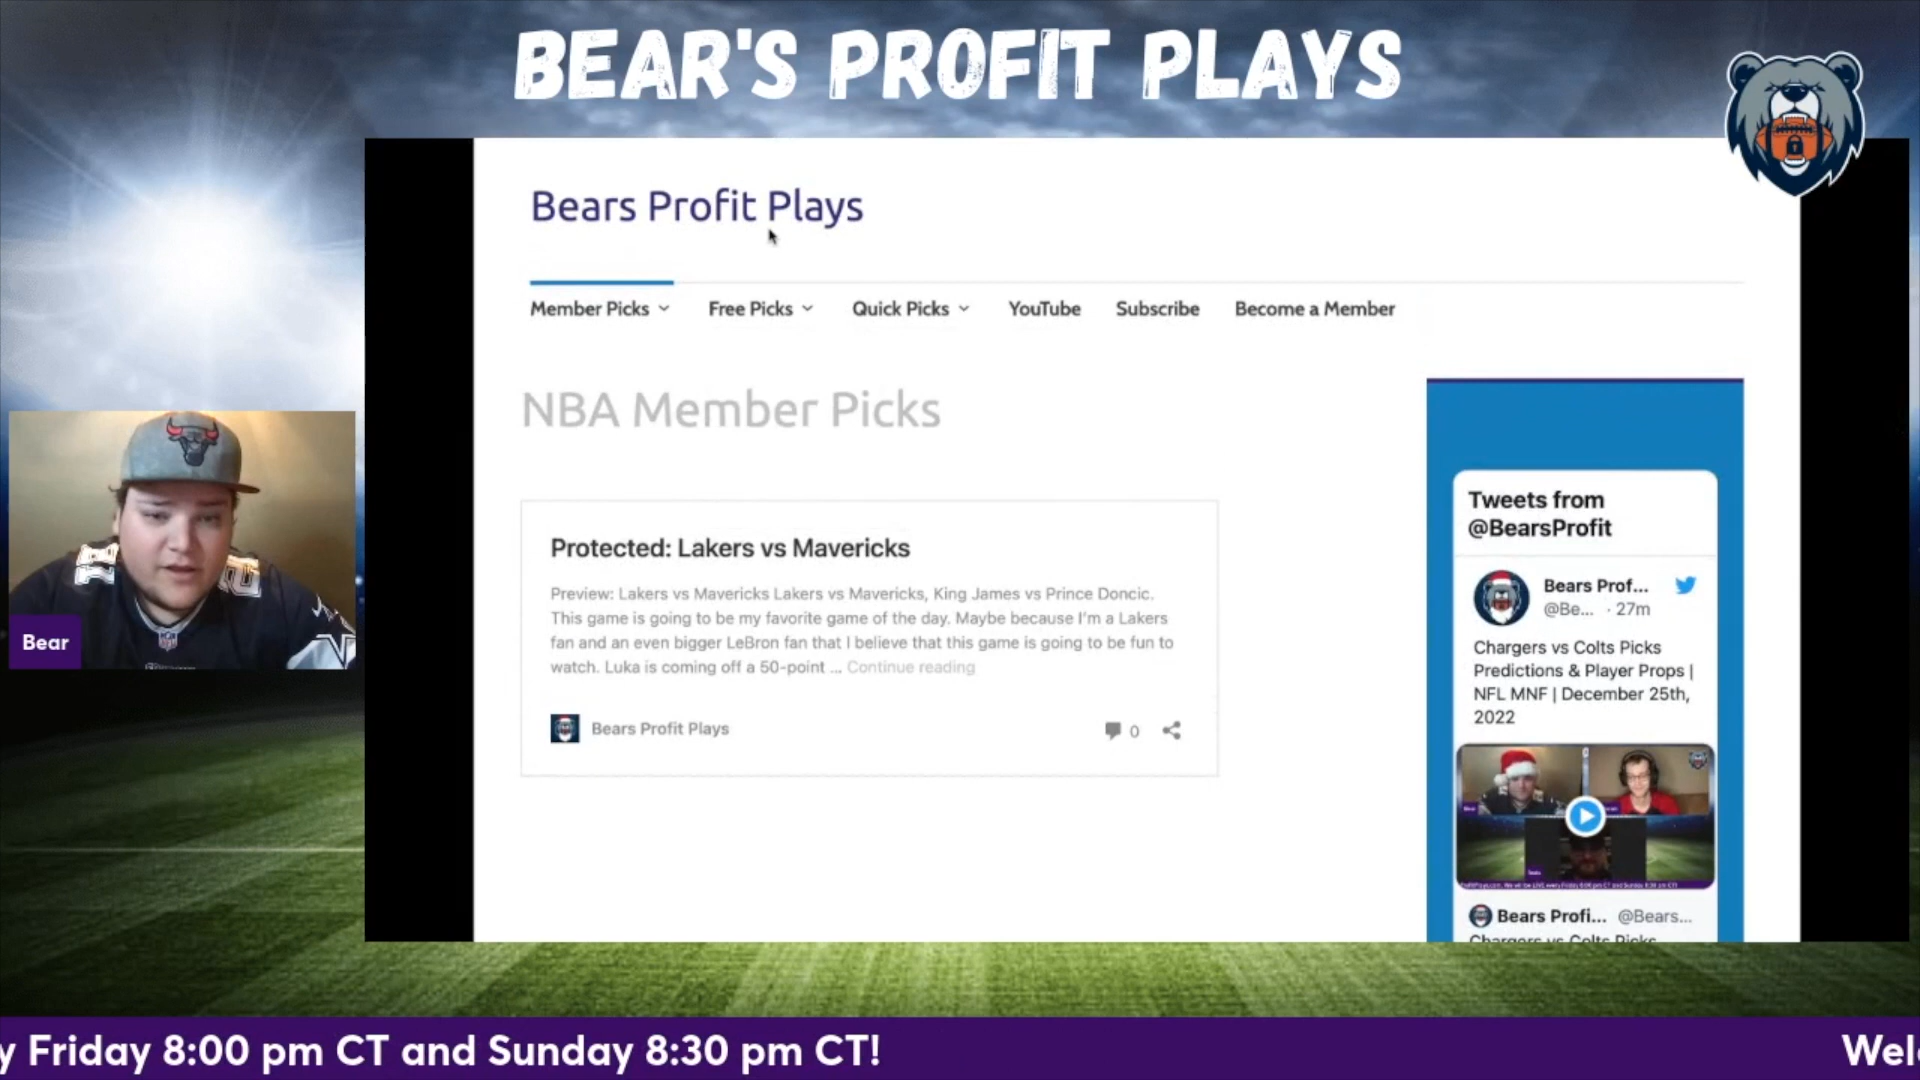 BEAR'S PROFIT PLAYS
Bears Profit Plays
Member Picks
Free Picks
Quick Picks
YouTube
Subscribe
Become a Member
NBA Member Picks
Protected: Lakers vs Mavericks
Preview: Lakers vs Mavericks Lakers vs Mavericks, King James vs Prince Doncic.
This game is going to be my favorite game of the day. Maybe because I'm a Lakers
fan and an even bigger LeBron fan that I believe that this game is going to be fun to
watch. Luka is coming off a 50-point ... Continue reading
Bears Profit Plays
0
Tweets from
@BearsProfit
Bears Prof...
@Be... · 27m
Chargers vs Colts Picks
Predictions & Player Props |
NFL MNF | December 25th,
2022
Bears Profi... @Bears...
Chargers vs Colts Picks
Bear
y Friday 8:00 pm CT and Sunday 8:30 pm CT!
Wel